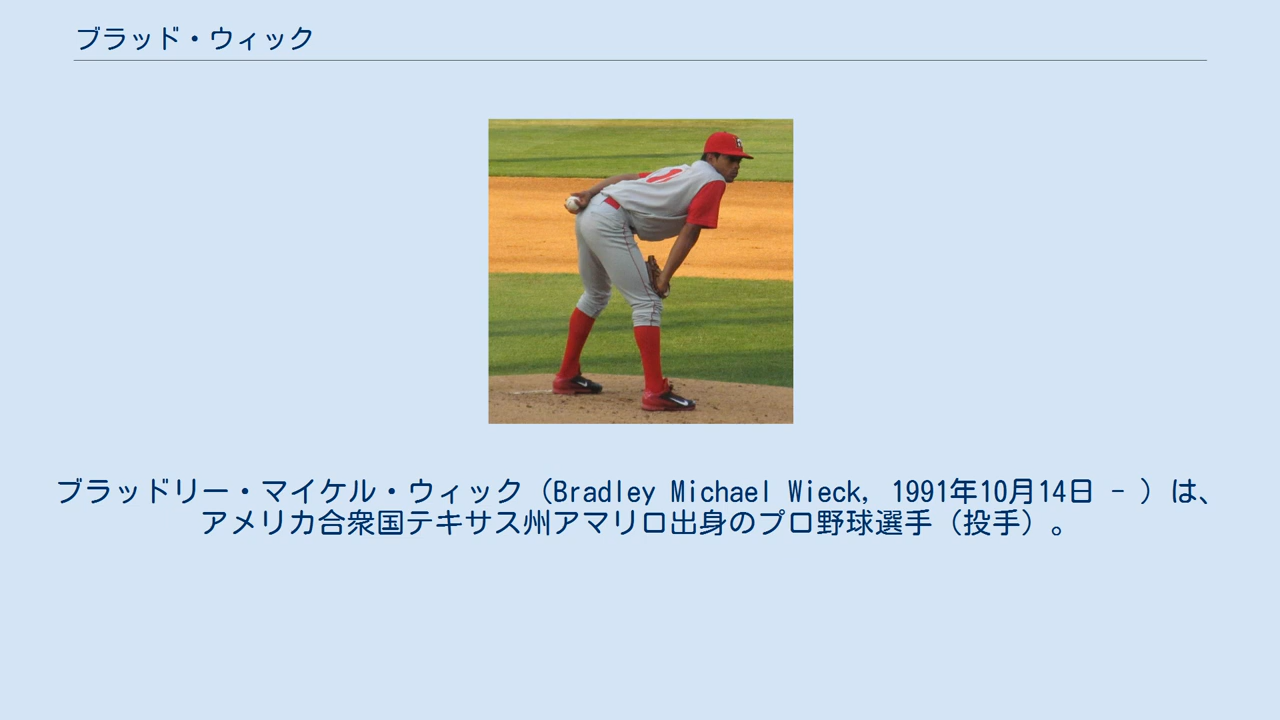 ブラッド・ウィック
ブラッドリー・マイケル・ウィック（Bradley Michael Wieck, 1991年10月14日 - ）は、
アメリカ合衆国テキサス州アマリロ出身のプロ野球選手（投手）。